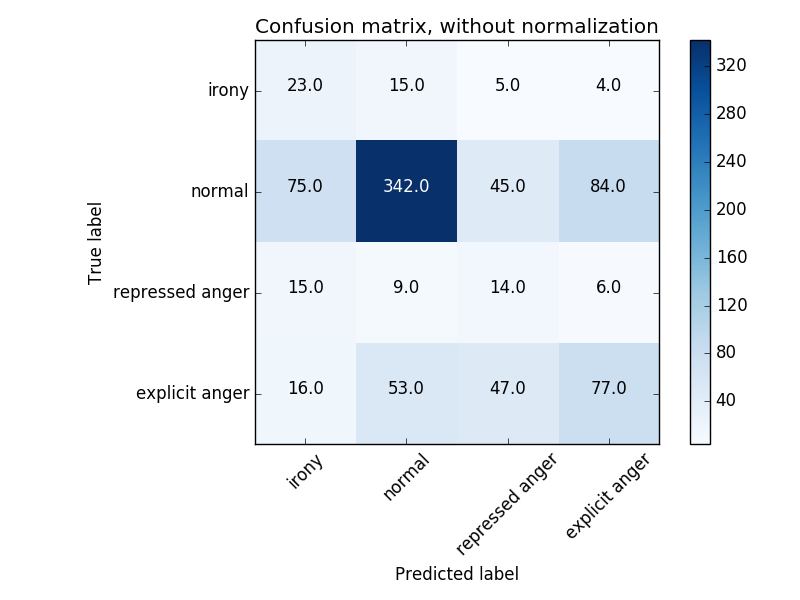 Confusion matrix, without normalization
irony 23.0 15.0 5.0 4.0
normal 75.0 342.0 45.0 84.0
repressed anger 15.0 9.0 14.0 6.0
explicit anger 16.0 53.0 47.0 77.0
irony normal repressed anger explicit anger
True label
Predicted label
320
280
240
200
160
120
80
40